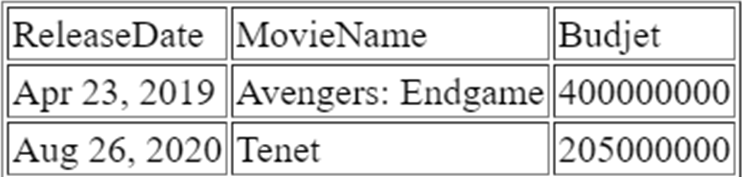 ReleaseDate MovieName Budjet
Apr 23, 2019 Avengers: Endgame 400000000
Aug 26, 2020 Tenet 205000000